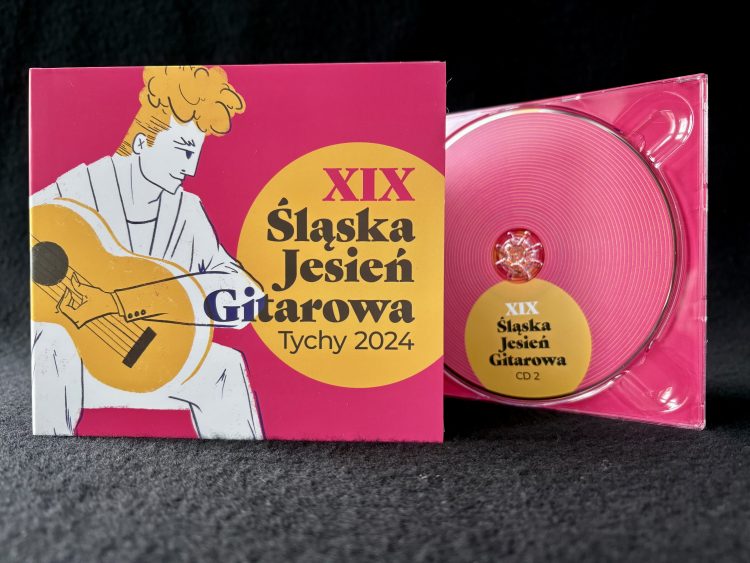 XIX
Śląska
Jesień
Gitarowa
Tychy 2024
XIX
Śląska
Jesień
Gitarowa
CD 2